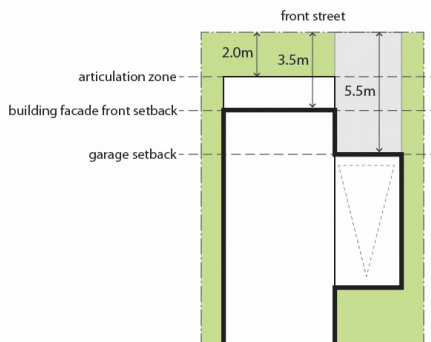 front street
2.0m
3.5m
articulation zone
5.5m
building facade front setback
garage setback